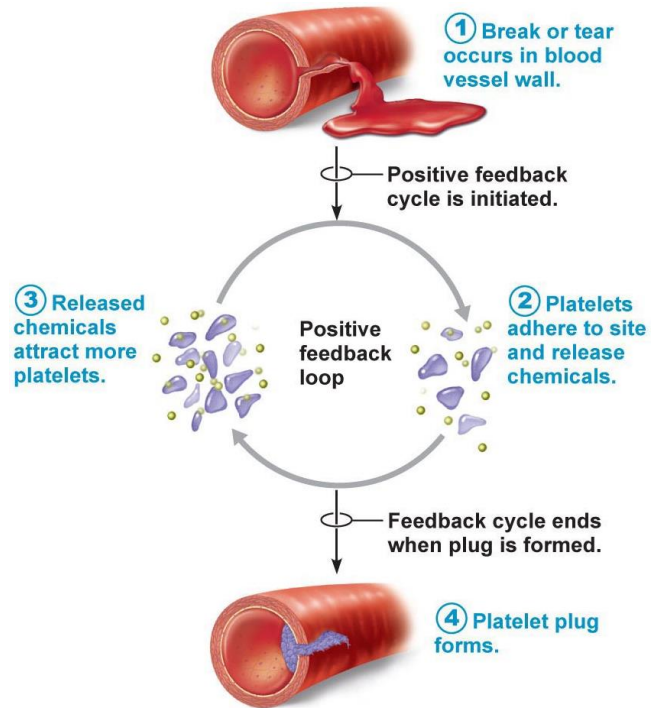 ① Break or tear
occurs in blood
vessel wall.
Positive feedback
cycle is initiated.
③ Released
chemicals
attract more
platelets.
Positive
feedback
loop
② Platelets
adhere to site
and release
chemicals.
Feedback cycle ends
when plug is formed.
④ Platelet plug
forms.